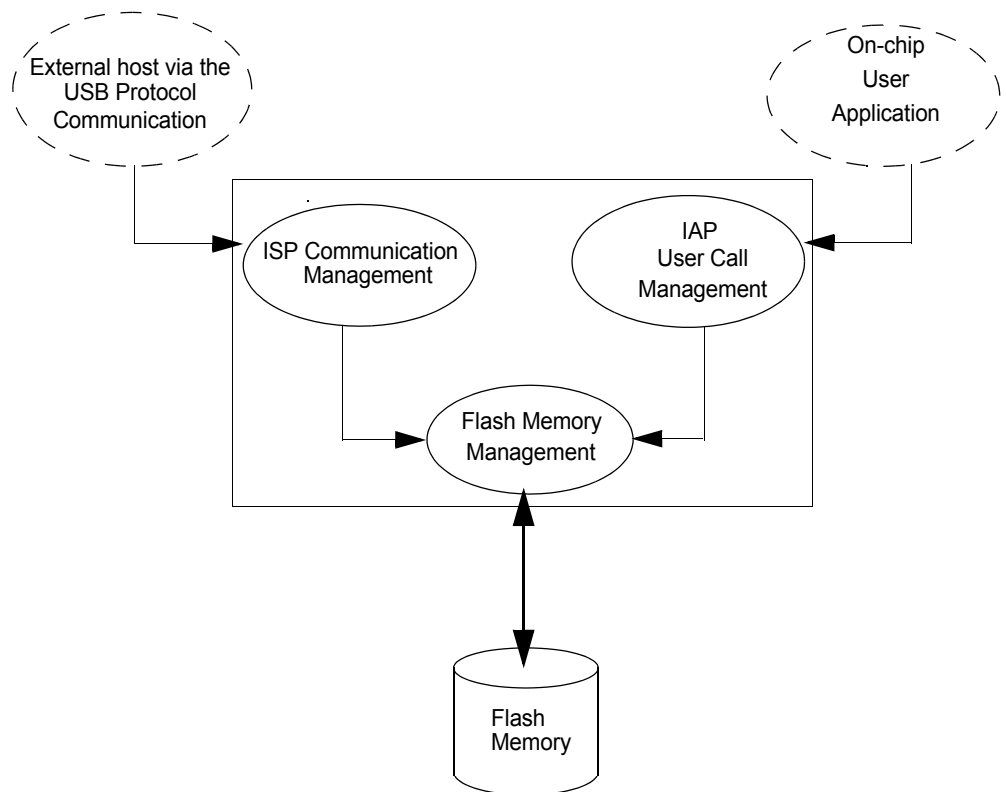 External host via the
USB Protocol
Communication
On-chip
User
Application
ISP Communication
Management
IAP
User Call
Management
Flash Memory
Management
Flash
Memory